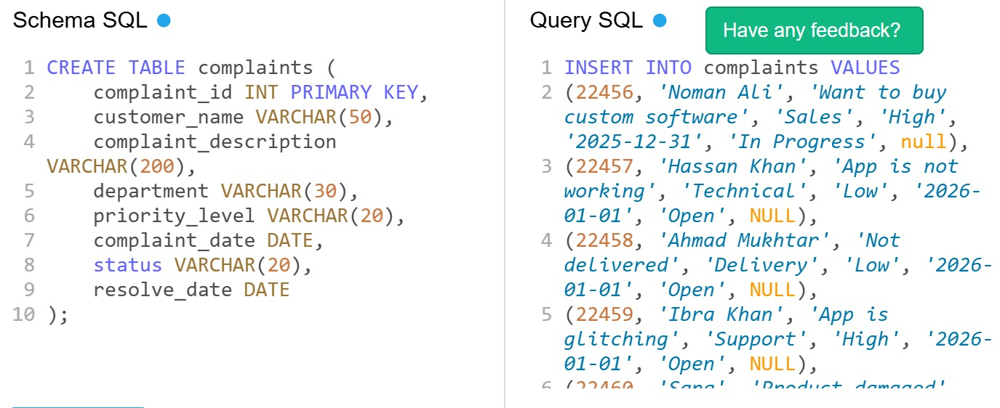 Schema SQL
1 CREATE TABLE complaints (
2 complaint_id INT PRIMARY KEY,
3 customer_name VARCHAR(50),
4 complaint_description
VARCHAR(200),
5 department VARCHAR(30),
6 priority_level VARCHAR(20),
7 complaint_date DATE,
8 status VARCHAR(20),
9 resolve_date DATE
10 );
Query SQL
Have any feedback?
1 INSERT INTO complaints VALUES
2 (22456, 'Noman Ali', 'Want to buy
custom software', 'Sales', 'High',
'2025-12-31', 'In Progress', null),
3 (22457, 'Hassan Khan', 'App is not
working', 'Technical', 'Low', '2026-
01-01', 'Open', NULL),
4 (22458, 'Ahmad Mukhtar', 'Not
delivered', 'Delivery', 'Low', '2026-
01-01', 'Open', NULL),
5 (22459, 'Ibra Khan', 'App is
glitching', 'Support', 'High', '2026-
01-01', 'Open', NULL),
6 (22460, 'Sana', 'Product damaged'